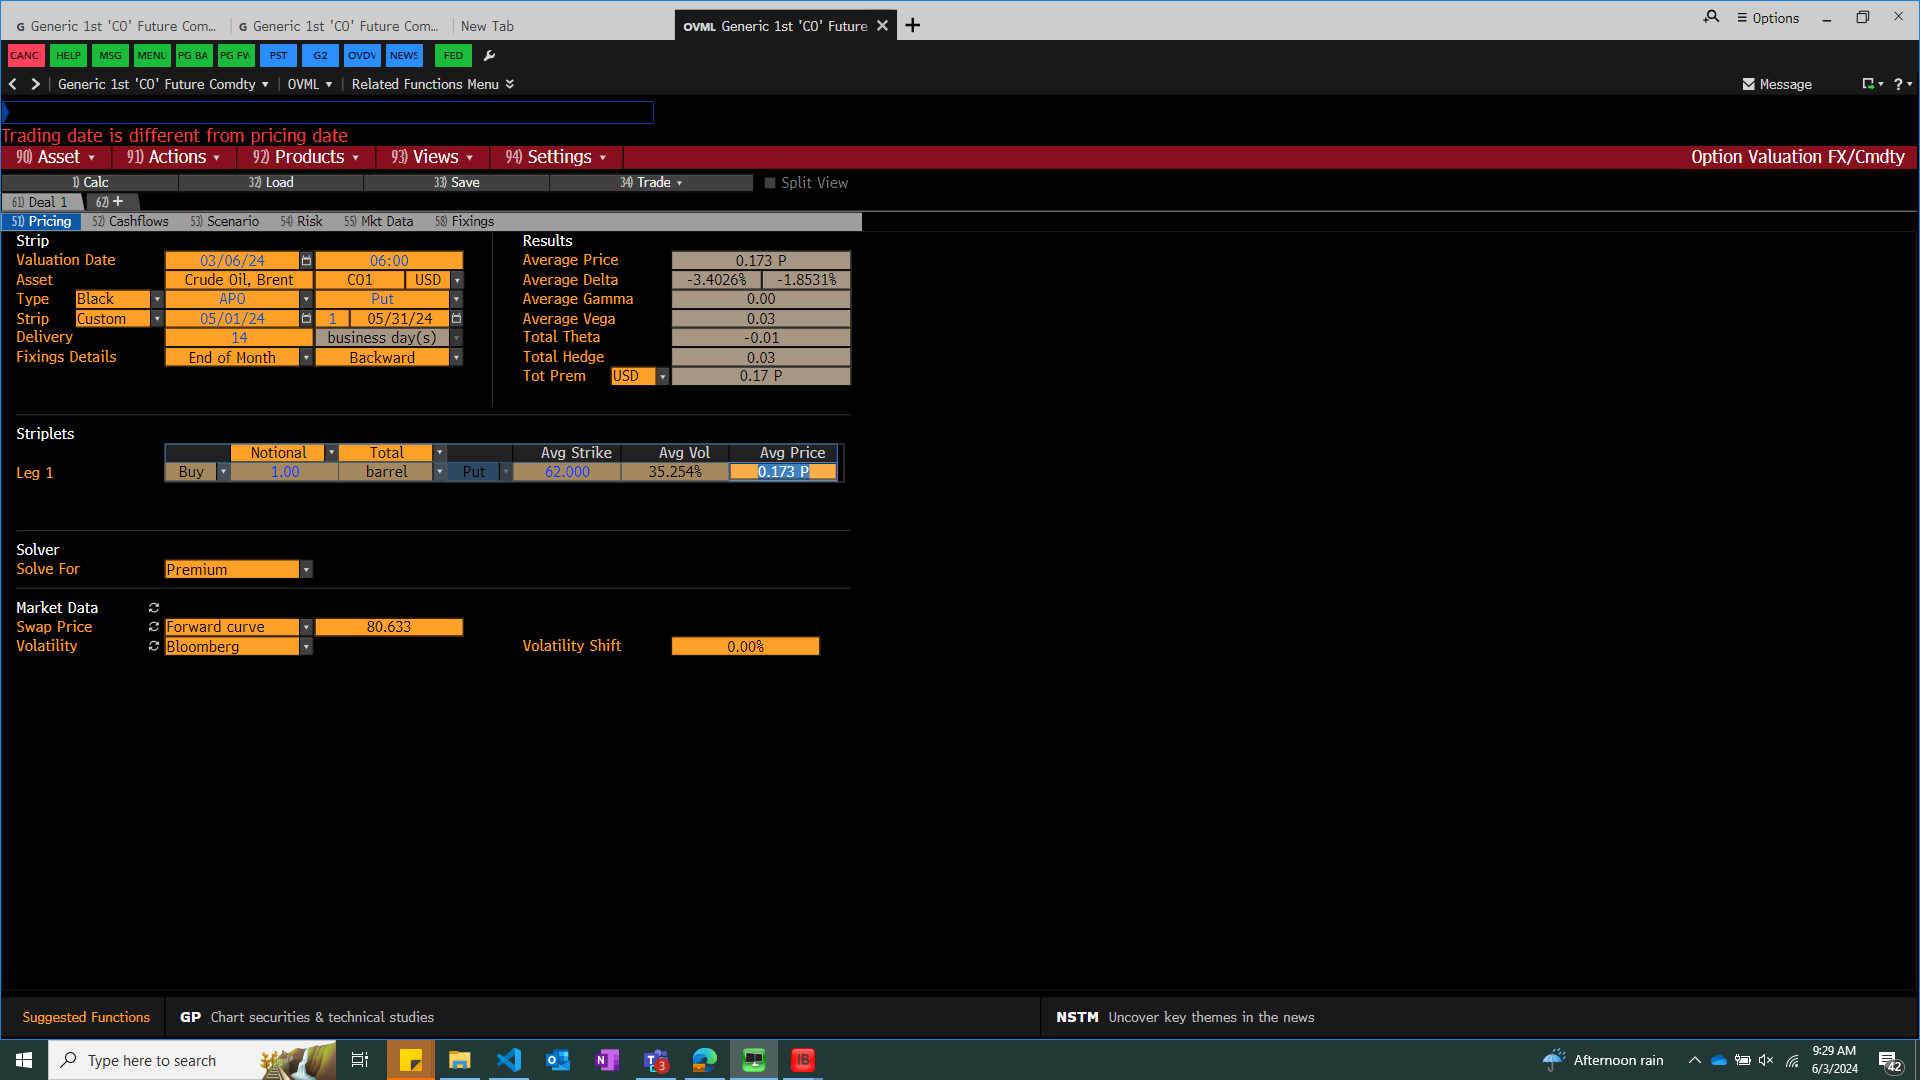 G Generic 1st 'CO' Future Com... G Generic 1st 'CO' Future Com... New Tab OVML Generic 1st 'CO' Future Options
CANC HELP MSG MENU PG BA PG FW PST G2 OVDV NEWS FED
Generic 1st 'CO' Future Comdty OVML Related Functions Menu Message ?
Trading date is different from pricing date
90) Asset 91) Actions 92) Products 93) Views 94) Settings Option Valuation FX/Cmdty
1) Calc 32) Load 33) Save 34) Trade Split View
61) Deal 1 62) +
51) Pricing 52) Cashflows 53) Scenario 54) Risk 55) Mkt Data 58) Fixings
Strip Results
Valuation Date 03/06/24 06:00 Average Price 0.173 P
Asset Crude Oil, Brent CO1 USD Average Delta -3.4026% -1.8531%
Type Black APO Put Average Gamma 0.00
Strip Custom 05/01/24 1 05/31/24 Average Vega 0.03
Delivery 14 business day(s) Total Theta -0.01
Fixings Details End of Month Backward Total Hedge 0.03
Tot Prem USD 0.17 P
Striplets
Notional Total Avg Strike Avg Vol Avg Price
Leg 1 Buy 1.00 barrel Put 62.000 35.254% 0.173 P
Solver
Solve For Premium
Market Data
Swap Price Forward curve 80.633
Volatility Bloomberg Volatility Shift 0.00%
Suggested Functions GP Chart securities & technical studies NSTM Uncover key themes in the news
Type here to search N 3 IB Afternoon rain 9:29 AM
6/3/2024 42